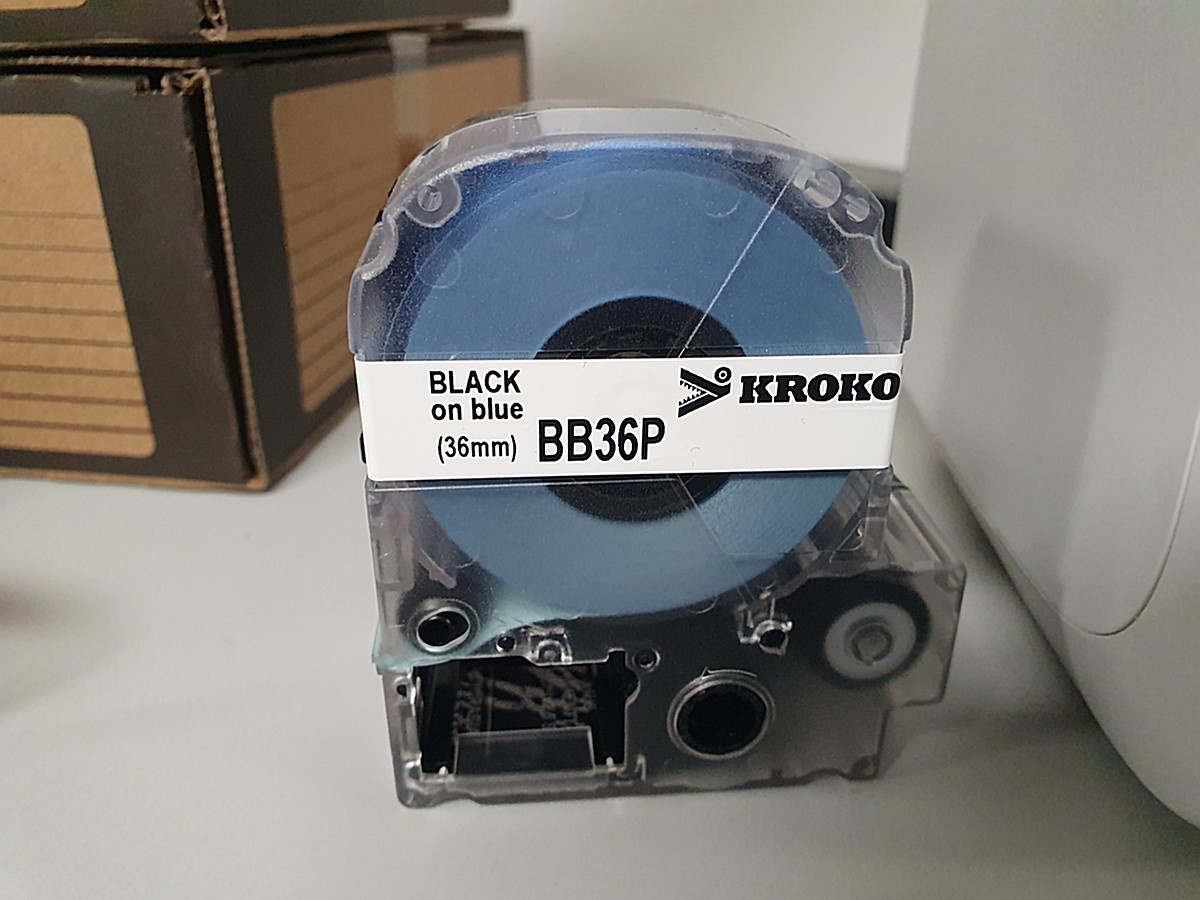 BLACK
on blue
(36mm) BB36P
KROKO